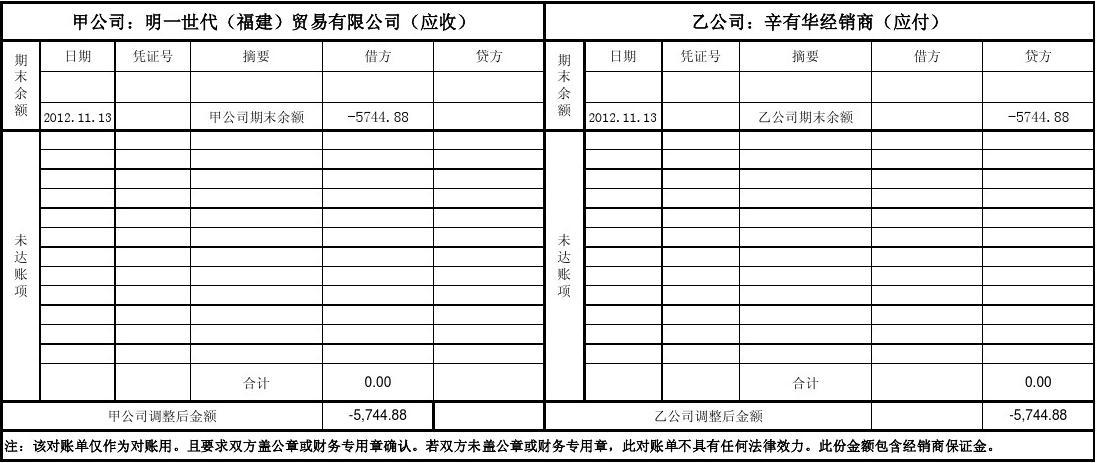 甲公司：明一世代（福建）贸易有限公司（应收） 乙公司：辛有华经销商（应付）
期末余额 日期 凭证号 摘要 借方 贷方 期末余额 日期 凭证号 摘要 借方 贷方
2012.11.13 甲公司期末余额 -5744.88 2012.11.13 乙公司期末余额 -5744.88
未达账项 未达账项
合计 0.00 合计 0.00
甲公司调整后金额 -5,744.88 乙公司调整后金额 -5,744.88
注：该对账单仅作为对账用。且要求双方盖公章或财务专用章确认。若双方未盖公章或财务专用章，此对账单不具有任何法律效力。此份金额包含经销商保证金。